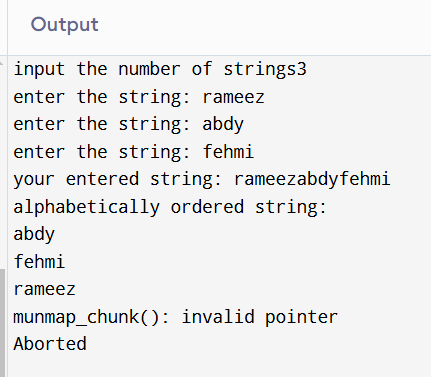 Output
input the number of strings3
enter the string: rameez
enter the string: abdy
enter the string: fehmi
your entered string: rameezabdyfehmi
alphabetically ordered string:
abdy
fehmi
rameez
munmap_chunk(): invalid pointer
Aborted